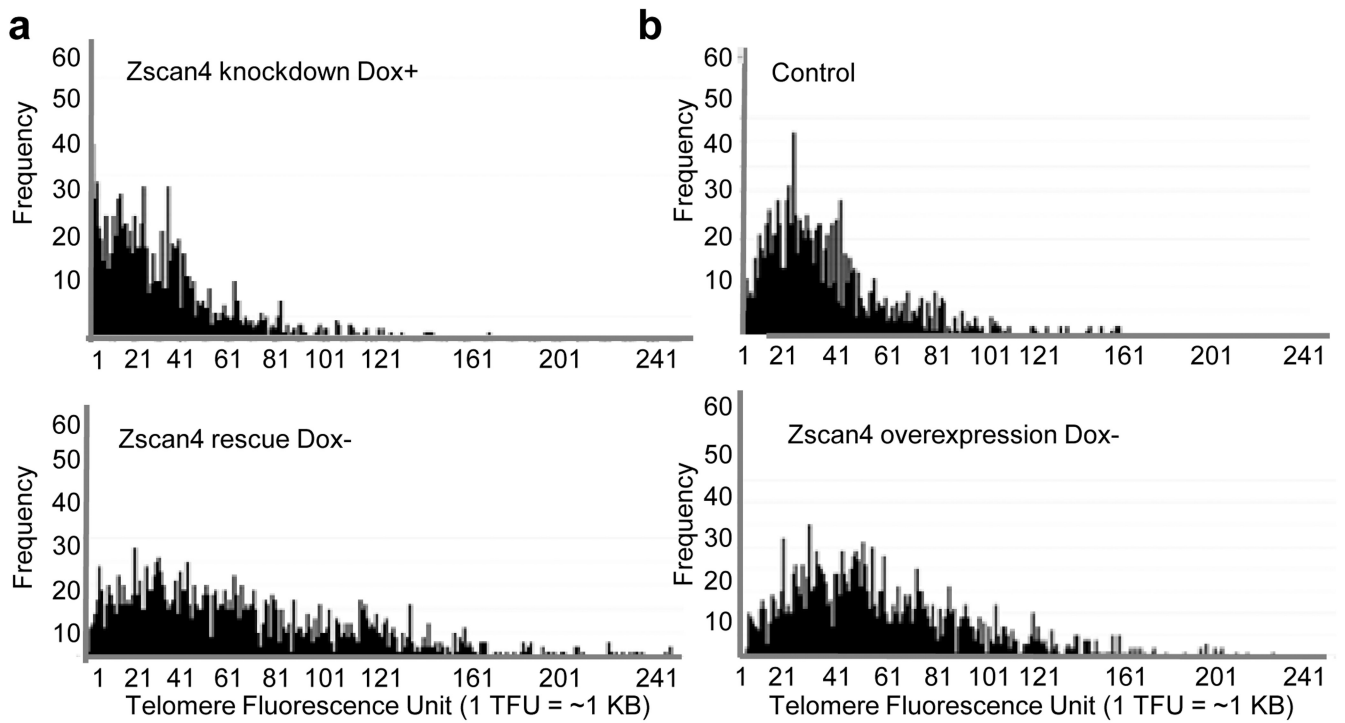 a
Zscan4 knockdown Dox+
Frequency
60
50
40
30
20
10
1 21 41 61 81 101 121 161 201 241
Zscan4 rescue Dox-
Frequency
60
50
40
30
20
10
1 21 41 61 81 101 121 161 201 241
Telomere Fluorescence Unit (1 TFU = ~1 KB)
b
Control
Frequency
60
50
40
30
20
10
1 21 41 61 81 101 121 161 201 241
Zscan4 overexpression Dox-
Frequency
60
50
40
30
20
10
1 21 41 61 81 101 121 161 201 241
Telomere Fluorescence Unit (1 TFU = ~1 KB)